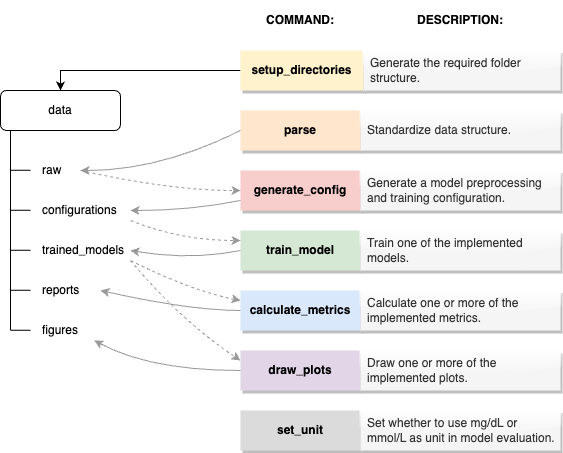 COMMAND: DESCRIPTION:
setup_directories
Generate the required folder
structure.
data
parse
Standardize data structure.
raw
generate_config
Generate a model preprocessing
and training configuration.
configurations
trained_models
train_model
Train one of the implemented
models.
reports
calculate_metrics
Calculate one or more of the
implemented metrics.
figures
draw_plots
Draw one or more of the
implemented plots.
set_unit
Set whether to use mg/dL or
mmol/L as unit in model evaluation.